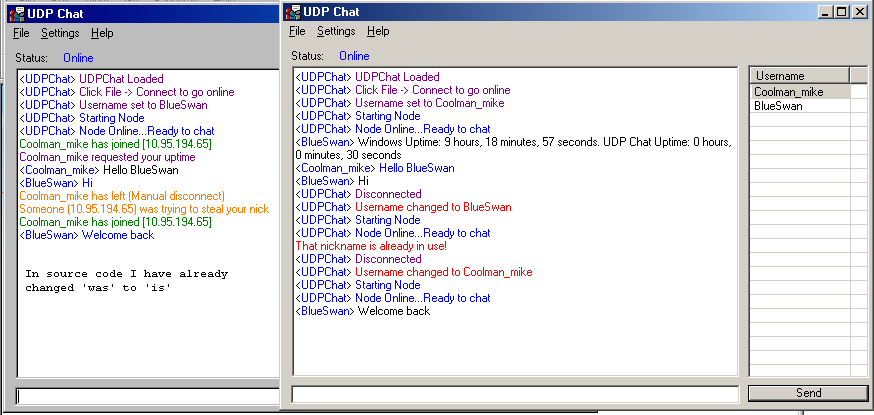 UDP Chat
File Settings Help
Status: Online
<UDPChat> UDPChat Loaded
<UDPChat> Click File -> Connect to go online
<UDPChat> Username set to BlueSwan
<UDPChat> Starting Node
<UDPChat> Node Online...Ready to chat
Coolman_mike has joined [10.95.194.65]
Coolman_mike requested your uptime
<Coolman_mike> Hello BlueSwan
<BlueSwan> Hi
Coolman_mike has left (Manual disconnect)
Someone (10.95.194.65) was trying to steal your nick
Coolman_mike has joined [10.95.194.65]
<BlueSwan> Welcome back
In source code I have already
changed 'was' to 'is'
UDP Chat
File Settings Help
Status: Online
<UDPChat> UDPChat Loaded
<UDPChat> Click File -> Connect to go online
<UDPChat> Username set to Coolman_mike
<UDPChat> Starting Node
<UDPChat> Node Online...Ready to chat
<BlueSwan> Windows Uptime: 9 hours, 18 minutes, 57 seconds. UDP Chat Uptime: 0 hours,
0 minutes, 30 seconds
<Coolman_mike> Hello BlueSwan
<BlueSwan> Hi
<UDPChat> Disconnected
<UDPChat> Username changed to BlueSwan
<UDPChat> Starting Node
<UDPChat> Node Online...Ready to chat
That nickname is already in use!
<UDPChat> Disconnected
<UDPChat> Username changed to Coolman_mike
<UDPChat> Starting Node
<UDPChat> Node Online...Ready to chat
<BlueSwan> Welcome back
Username
Coolman_mike
BlueSwan
Send